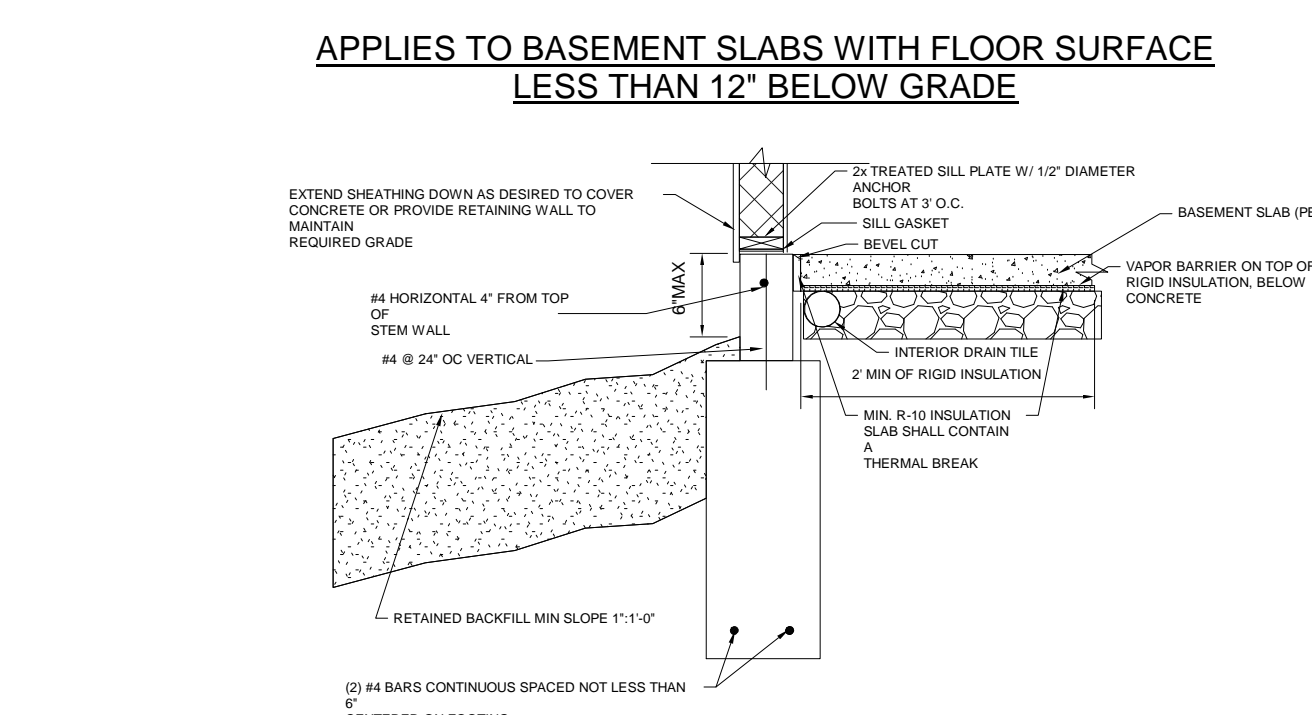 APPLIES TO BASEMENT SLABS WITH FLOOR SURFACE
LESS THAN 12" BELOW GRADE
EXTEND SHEATHING DOWN AS DESIRED TO COVER
CONCRETE OR PROVIDE RETAINING WALL TO
MAINTAIN
REQUIRED GRADE
2x TREATED SILL PLATE W/ 1/2" DIAMETER
ANCHOR
BOLTS AT 3' O.C.
SILL GASKET
BEVEL CUT
BASEMENT SLAB
VAPOR BARRIER ON TOP OF
RIGID INSULATION, BELOW
CONCRETE
6"MAX
#4 HORIZONTAL 4" FROM TOP
OF
STEM WALL
#4 @ 24" OC VERTICAL
INTERIOR DRAIN TILE
2' MIN OF RIGID INSULATION
MIN. R-10 INSULATION
SLAB SHALL CONTAIN
A
THERMAL BREAK
RETAINED BACKFILL MIN SLOPE 1":1'-0"
(2) #4 BARS CONTINUOUS SPACED NOT LESS THAN
6"